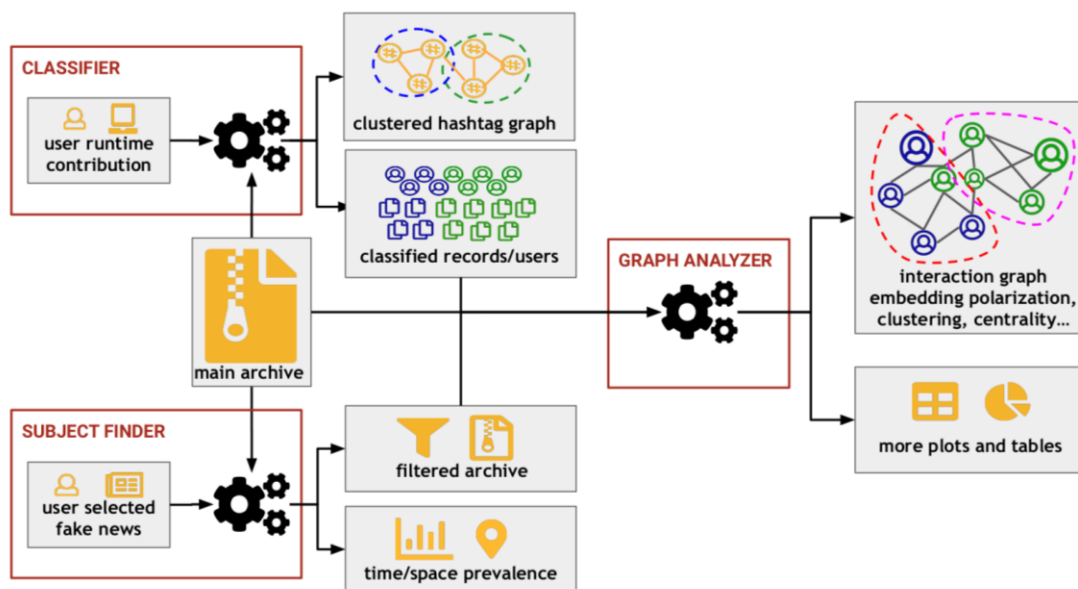 CLASSIFIER
user runtime
contribution
clustered hashtag graph
classified records/users
main archive
SUBJECT FINDER
user selected
fake news
filtered archive
time/space prevalence
GRAPH ANALYZER
interaction graph
embedding polarization,
clustering, centrality...
more plots and tables